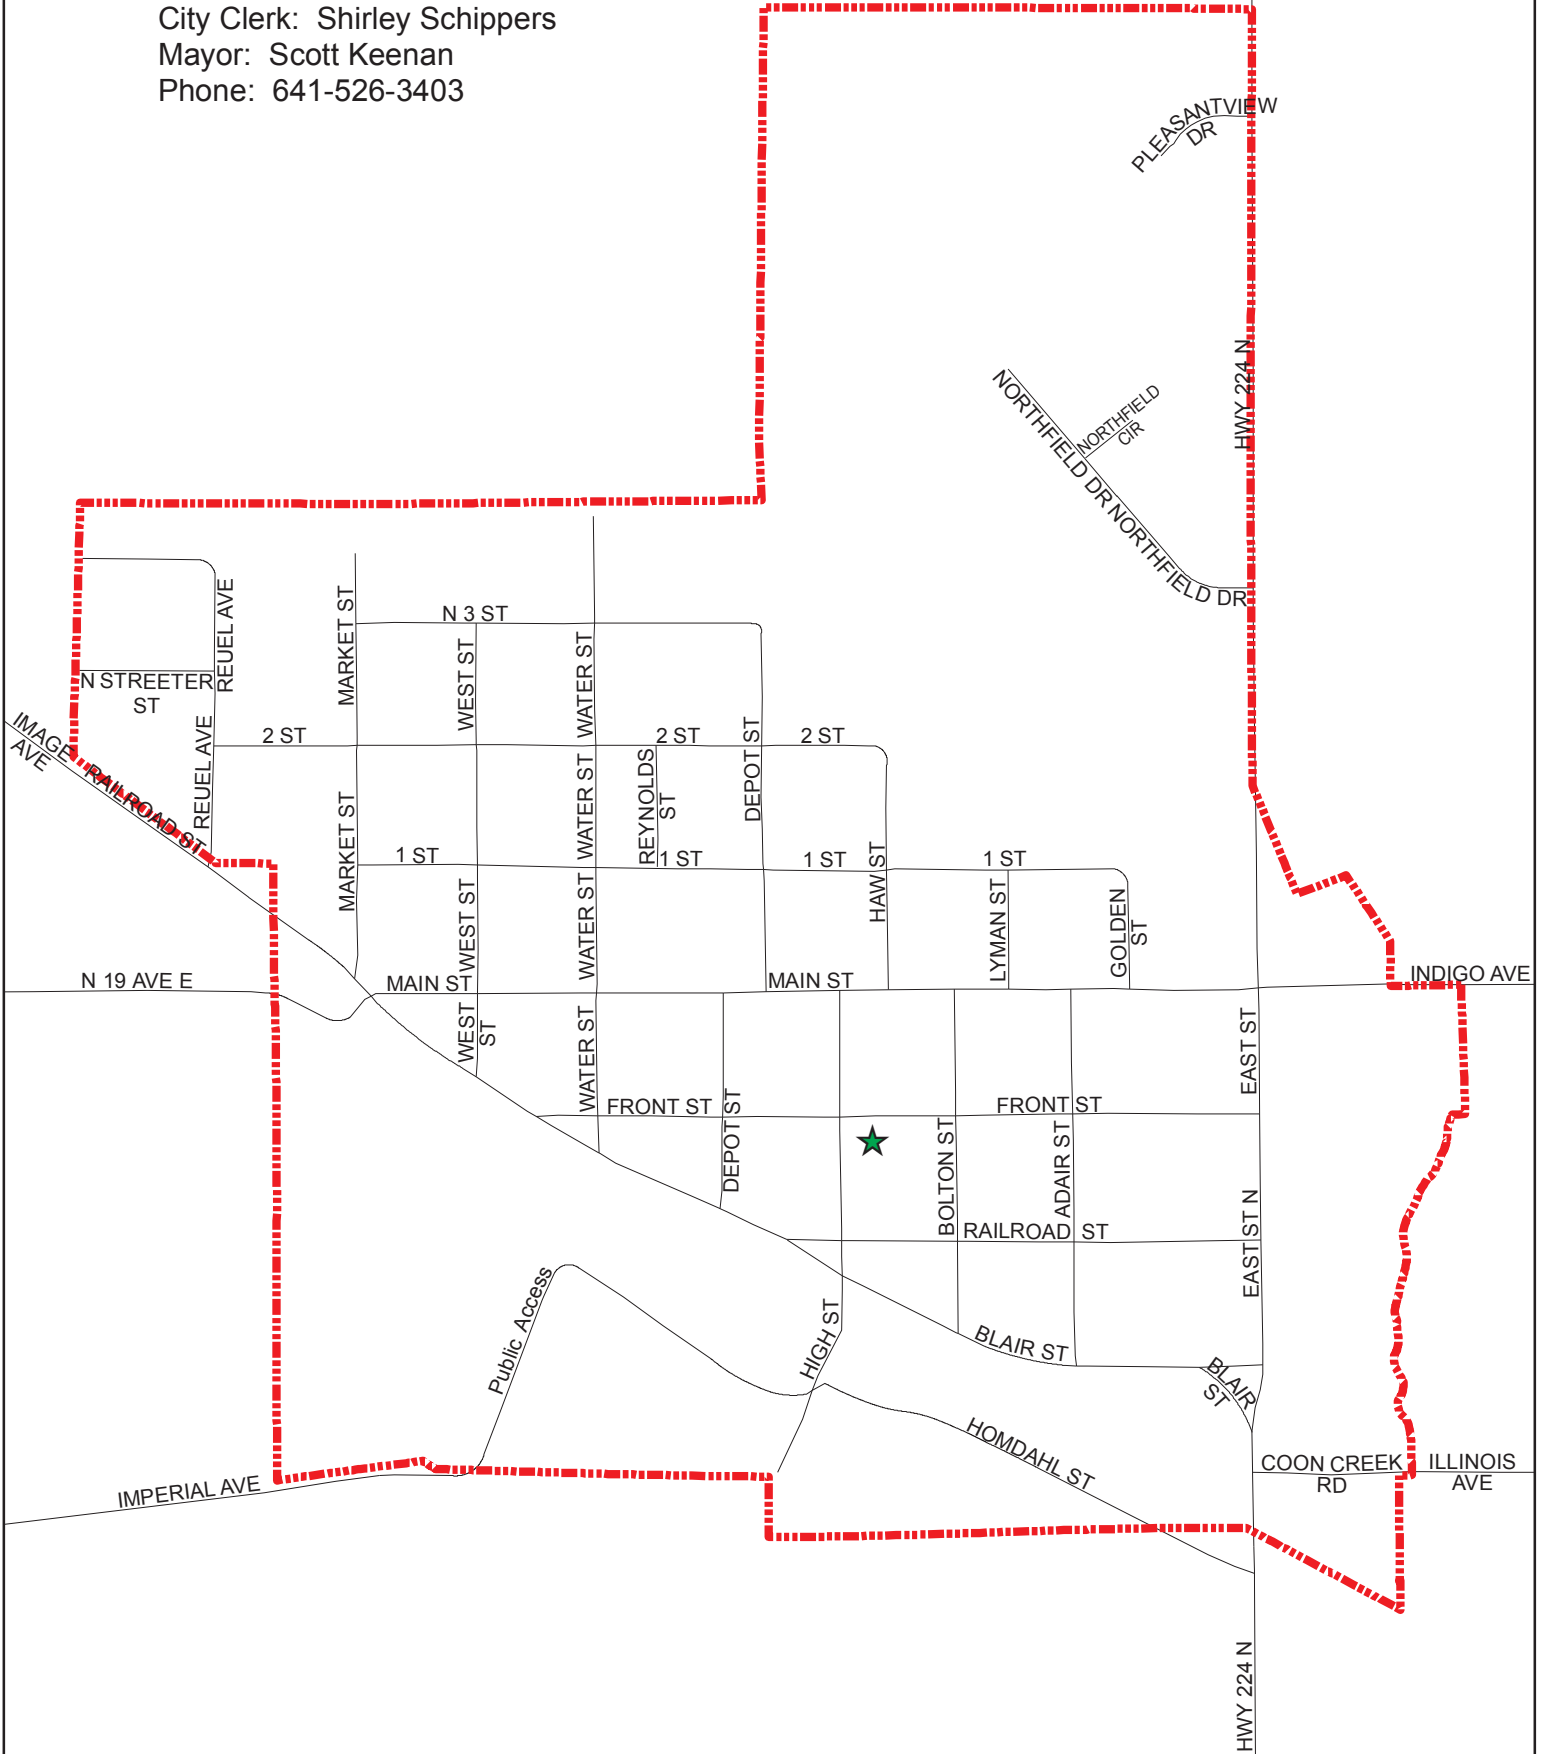 City Clerk:  Shirley Schippers
Mayor:  Scott Keenan
Phone:  641-526-3403
PLEASANTVIEW
DR
HWY 224 N
NORTHFIELD
CIR
NORTHFIELD DR
NORTHFIELD DR
REUEL AVE
MARKET ST
N 3 ST
WEST ST
WATER ST
N STREETER
ST
IMAGE
AVE
RAILROAD ST
REUEL AVE
2 ST
2 ST
2 ST
DEPOT ST
WATER ST
REYNOLDS
ST
MARKET ST
1 ST
1 ST
1 ST
1 ST
HAW ST
WEST ST
WATER ST
LYMAN ST
GOLDEN
ST
N 19 AVE E
MAIN ST
MAIN ST
INDIGO AVE
WEST
ST
WATER ST
EAST ST
FRONT ST
FRONT ST
DEPOT ST
BOLTON ST
ADAIR ST
RAILROAD  ST
EAST ST N
Public Access
HIGH ST
BLAIR ST
BLAIR
ST
HOMDAHL ST
COON CREEK
RD
ILLINOIS
AVE
IMPERIAL AVE
HWY 224 N